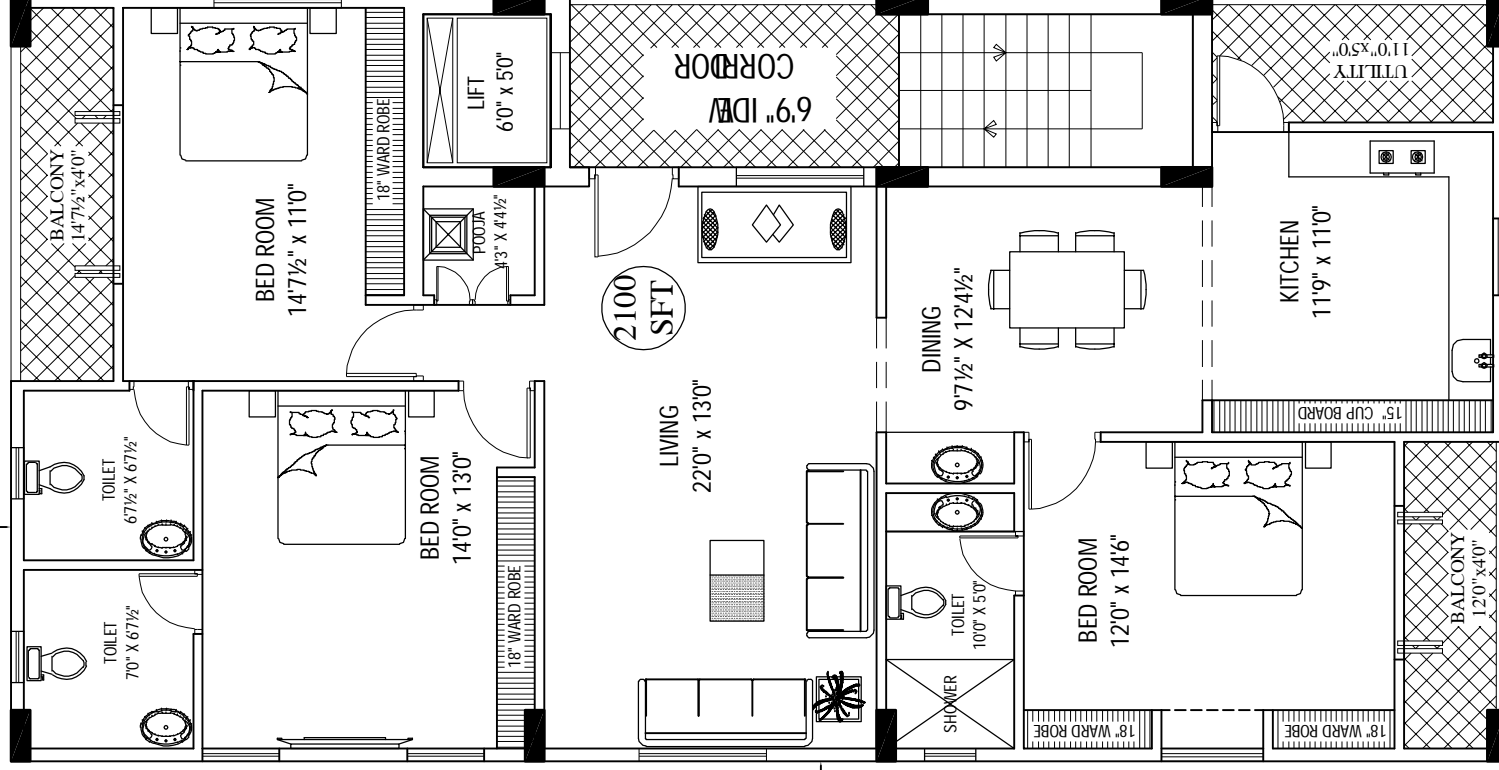 BALCONY
14'7½"x4'0"
BED ROOM
14'7½" x 11'0"
18" WARD ROBE
LIFT
6'0" x 5'0"
POOJA
4'3" X 4'4½"
CORRIDOR
6'9" WIDE
UTILITY
11'0"x5'0"
KITCHEN
11'9" x 11'0"
15" CUP BOARD
DINING
9'7½" X 12'4½"
2100
SFT
LIVING
22'0" x 13'0"
TOILET
6'7½" X 6'7½"
TOILET
7'0" X 6'7½"
BED ROOM
14'0" x 13'0"
18" WARD ROBE
TOILET
10'0" X 5'0"
SHOWER
BED ROOM
12'0" x 14'6"
18" WARD ROBE
18" WARD ROBE
BALCONY
12'0"x4'0"